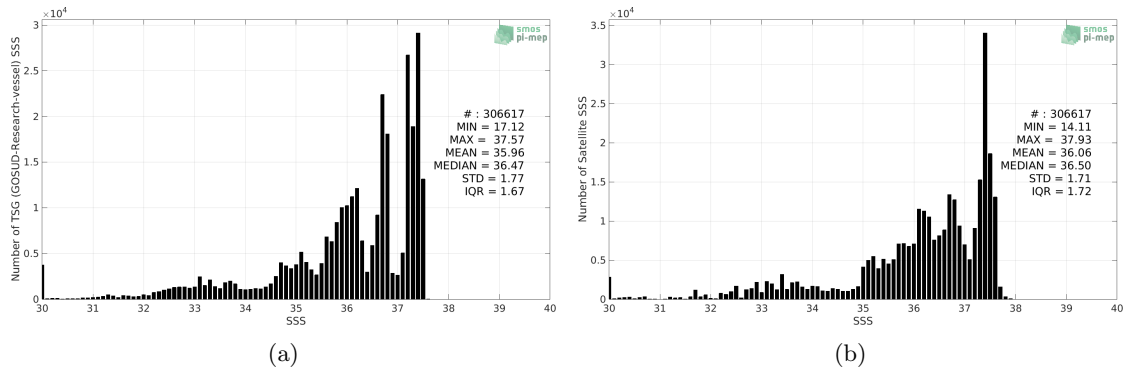 ×10^4
Number of TSG (GOSUD-Research-vessel) SSS
3
2.5
2
1.5
1
0.5
0
30 31 32 33 34 35 36 37 38 39 40
SSS
smos
pi-mep
# : 306617
MIN = 17.12
MAX = 37.57
MEAN = 35.96
MEDIAN = 36.47
STD = 1.77
IQR = 1.67
(a)
×10^4
Number of Satellite SSS
3.5
3
2.5
2
1.5
1
0.5
0
30 31 32 33 34 35 36 37 38 39 40
SSS
smos
pi-mep
# : 306617
MIN = 14.11
MAX = 37.93
MEAN = 36.06
MEDIAN = 36.50
STD = 1.71
IQR = 1.72
(b)